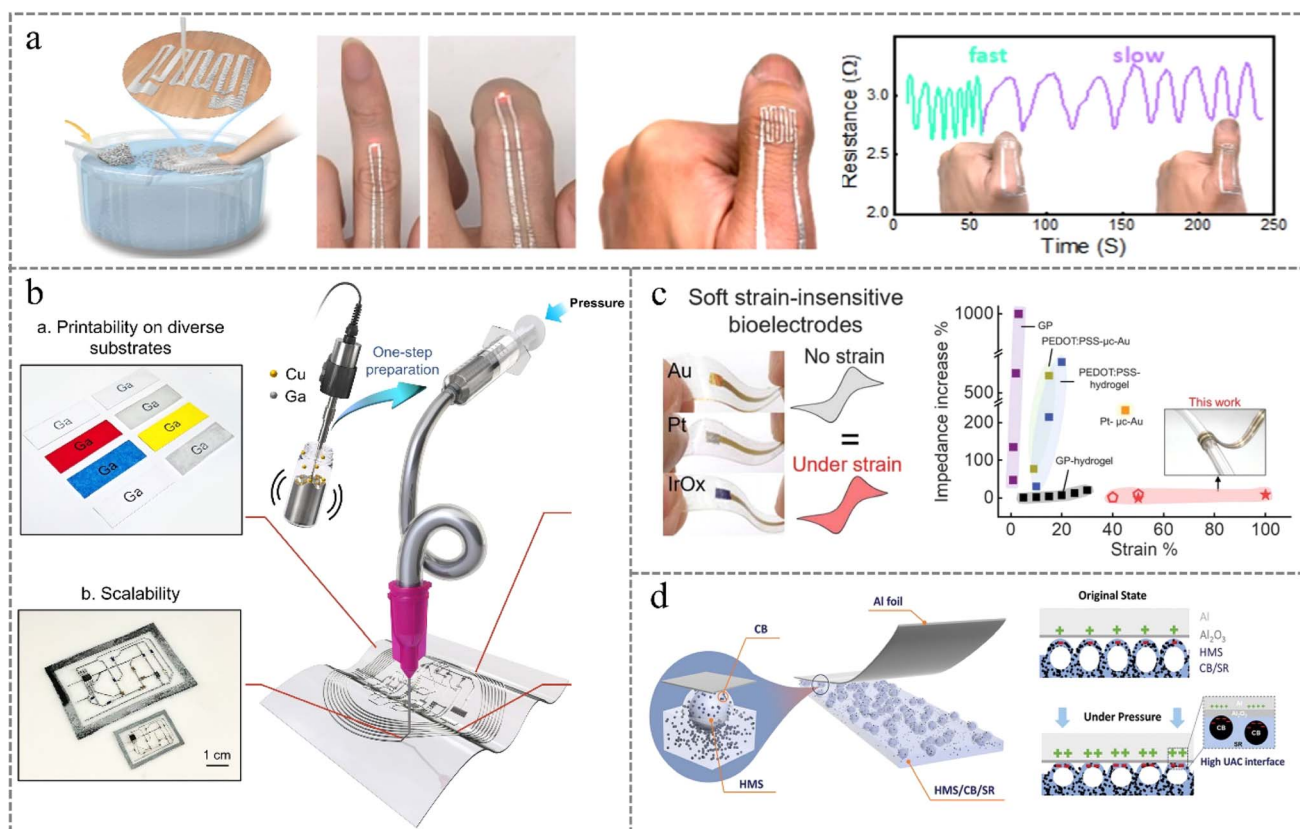 a
fast
slow
Resistance (Ω)
3.0
2.5
2.0
0
50
100
150
200
250
Time (S)
b
a. Printability on diverse
substrates
Ga
Ga
Ga
Ga
Ga
Ga
Ga
Ga
Cu
Ga
One-step
preparation
Pressure
b. Scalability
1 cm
c
Soft strain-insensitive
bioelectrodes
Au
Pt
IrOx
No strain
=
Under strain
Impedance increase %
1000
500
200
100
0
GP
PEDOT:PSS-μc-Au
PEDOT:PSS-
hydrogel
Pt- μc-Au
GP-hydrogel
This work
0
20
40
60
80
100
Strain %
d
Al foil
CB
HMS
HMS/CB/SR
Original State
Al
Al2O3
HMS
CB/SR
Under Pressure
Al
Al2O3
CB
CB
SR
High UAC interface